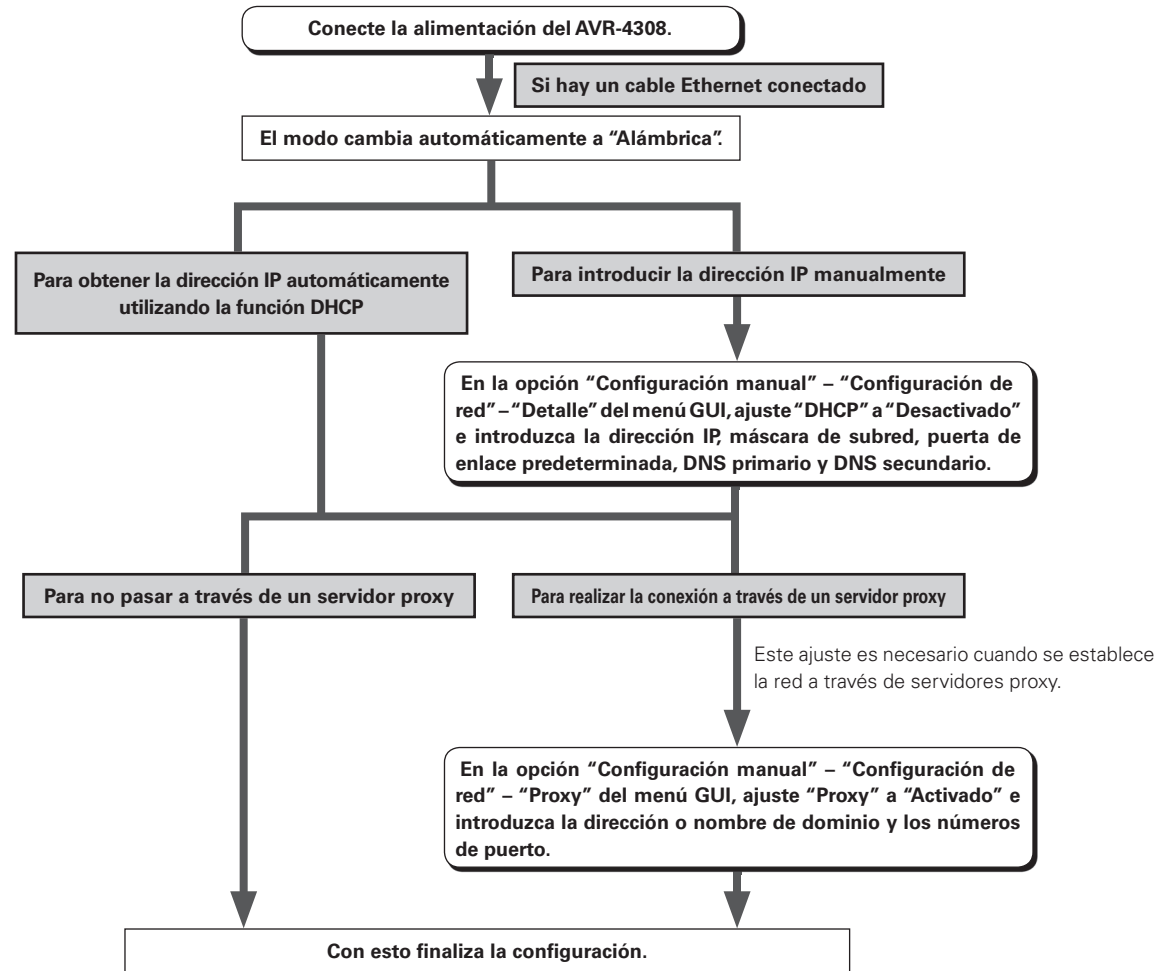 Conecte la alimentación del AVR-4308.
Si hay un cable Ethernet conectado
El modo cambia automáticamente a “Alámbrica”.
Para obtener la dirección IP automáticamente
utilizando la función DHCP
Para introducir la dirección IP manualmente
En la opción “Configuración manual” – “Configuración de
red” – “Detalle” del menú GUI, ajuste “DHCP” a “Desactivado”
e introduzca la dirección IP, máscara de subred, puerta de
enlace predeterminada, DNS primario y DNS secundario.
Para no pasar a través de un servidor proxy
Para realizar la conexión a través de un servidor proxy
Este ajuste es necesario cuando se establece
la red a través de servidores proxy.
En la opción “Configuración manual” – “Configuración de
red” – “Proxy” del menú GUI, ajuste “Proxy” a “Activado” e
introduzca la dirección o nombre de dominio y los números
de puerto.
Con esto finaliza la configuración.